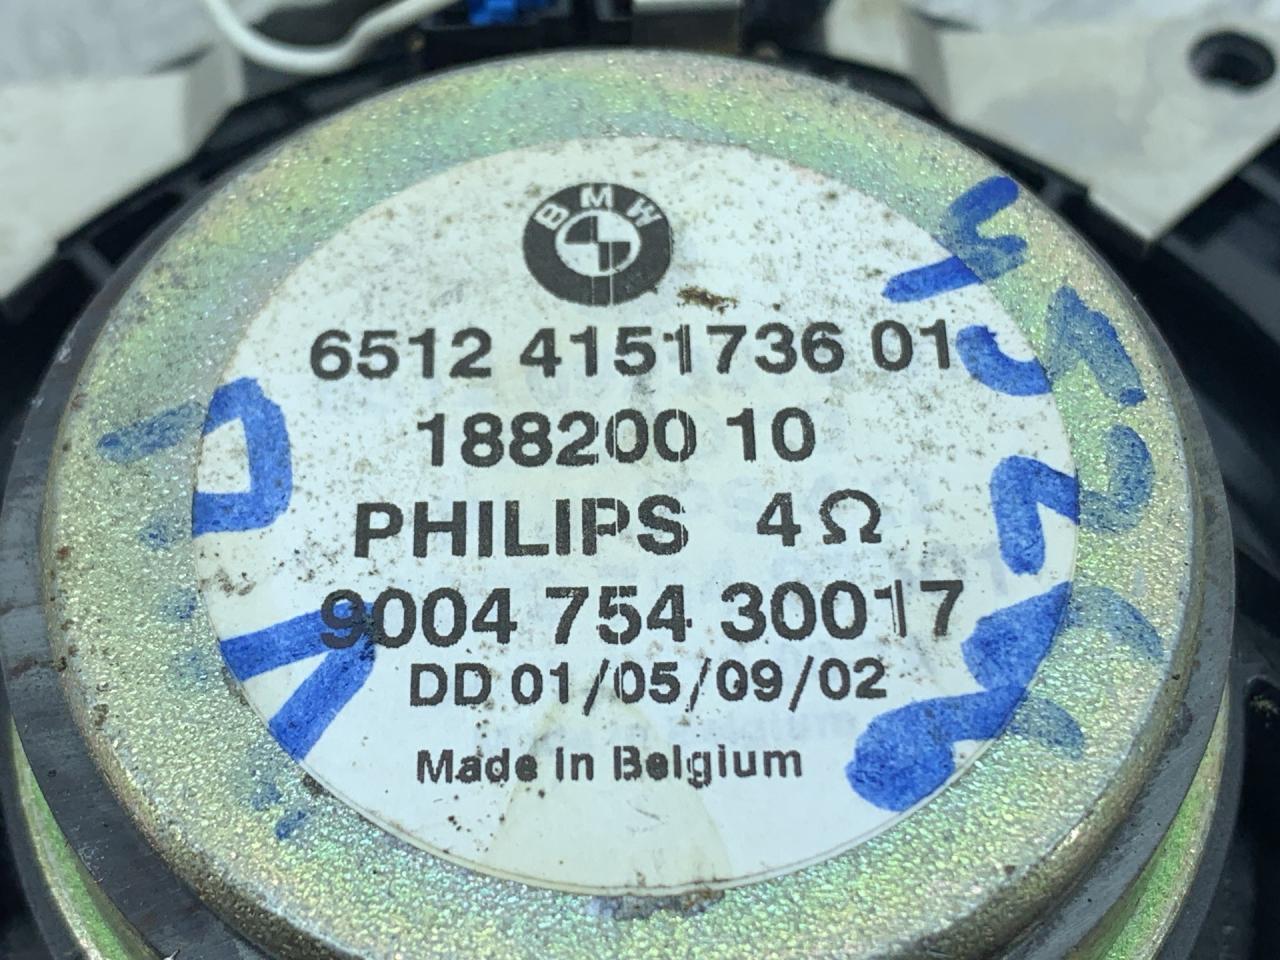 BMW
6512 4151736 01
188200 10
PHILIPS 4Ω
9004 754 30017
DD 01/05/09/02
Made in Belgium